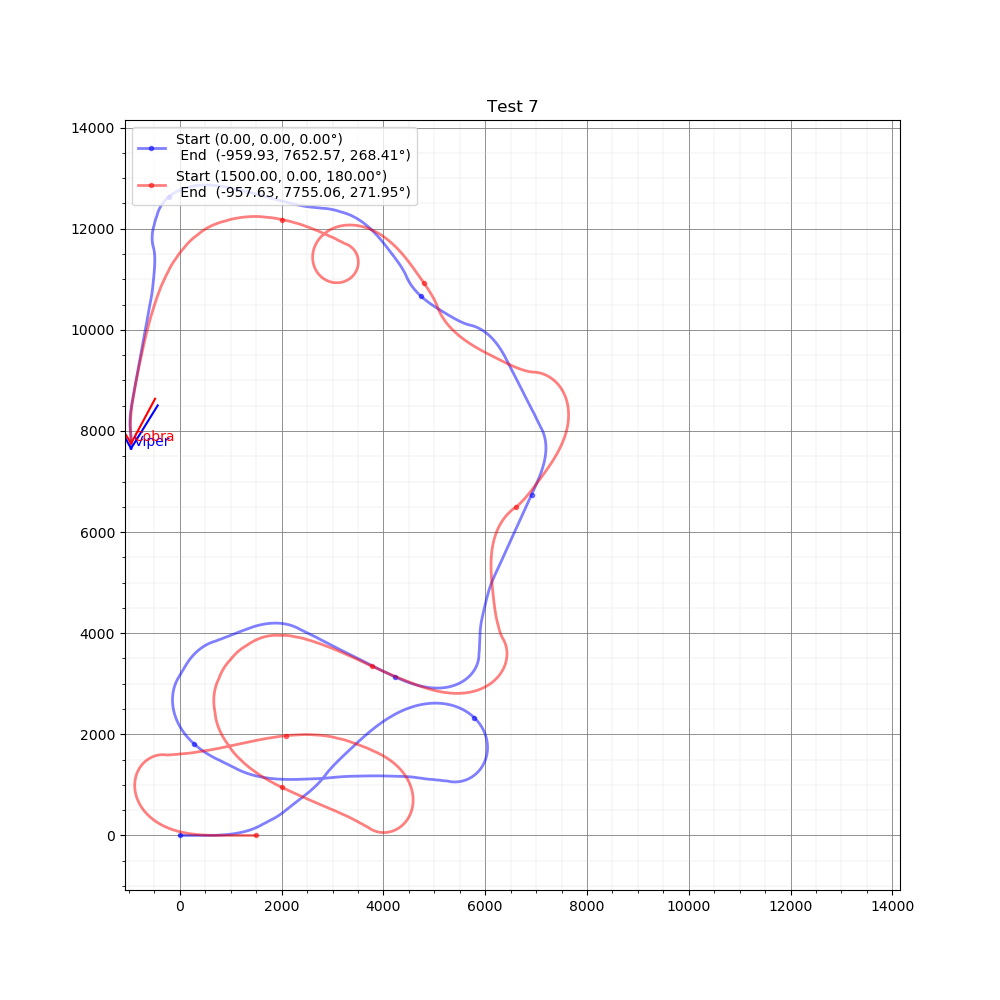 Test 7
14000
12000
10000
8000
6000
4000
2000
0
Start (0.00, 0.00, 0.00°)
End (-959.93, 7652.57, 268.41°)
Start (1500.00, 0.00, 180.00°)
End (-957.63, 7755.06, 271.95°)
Cobra
Viper
0 2000 4000 6000 8000 10000 12000 14000